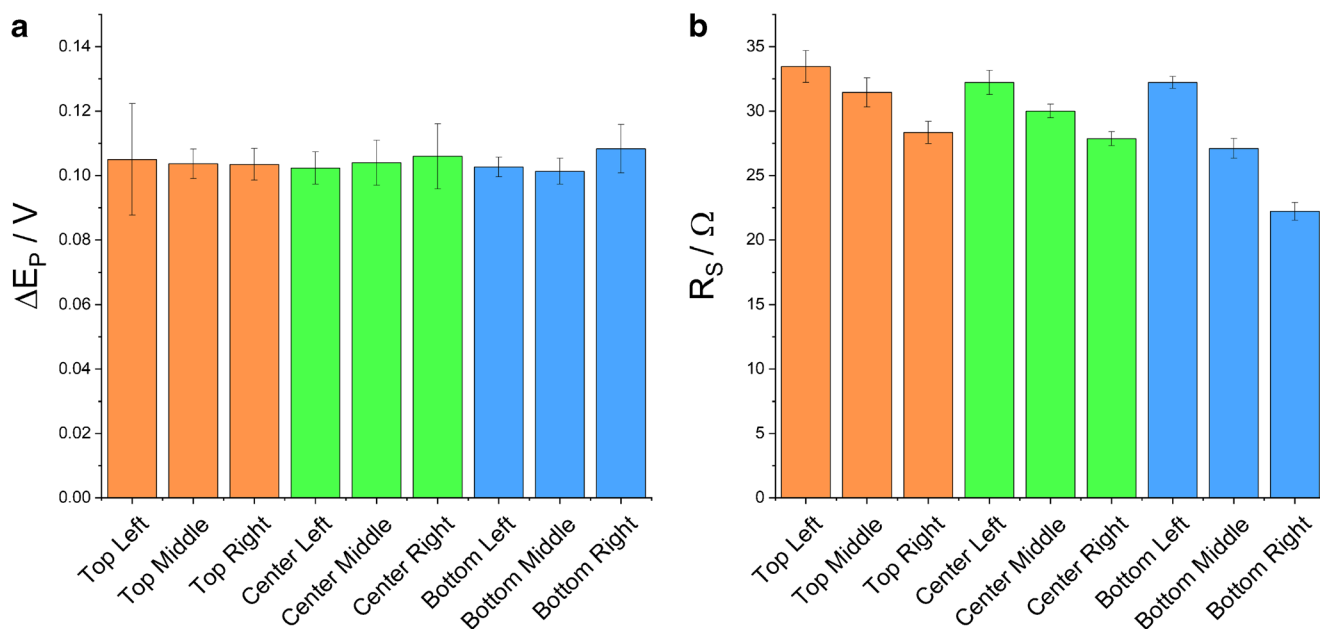 a
ΔE_P / V
0.14
0.12
0.10
0.08
0.06
0.04
0.02
0.00
Top Left
Top Middle
Top Right
Center Left
Center Middle
Center Right
Bottom Left
Bottom Middle
Bottom Right
b
R_S / Ω
35
30
25
20
15
10
5
0
Top Left
Top Middle
Top Right
Center Left
Center Middle
Center Right
Bottom Left
Bottom Middle
Bottom Right